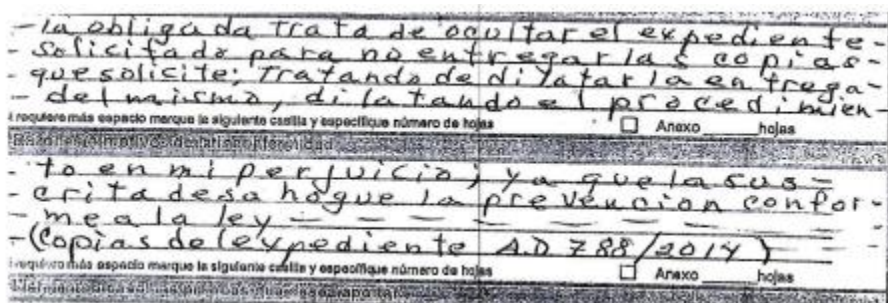 -la obligada trata de ocultar el expediente-
-solicitado para no entregar las copias-
-que solicite; Tratando de dilatar la entrega-
-del mismo, dilatando el procedimien-
i requiere más espacio marque la siguiente casilla y especifique número de hojas ☐ Anexo ______ hojas
-to en mi perjuicio, ya que la sus-
-crita desahogue la prevencion confor-
-me a la ley - - - - - -
-(Copias del expediente A.D 788/2014)
i requiere más espacio marque la siguiente casilla y especifique número de hojas ☐ Anexo ______ hojas